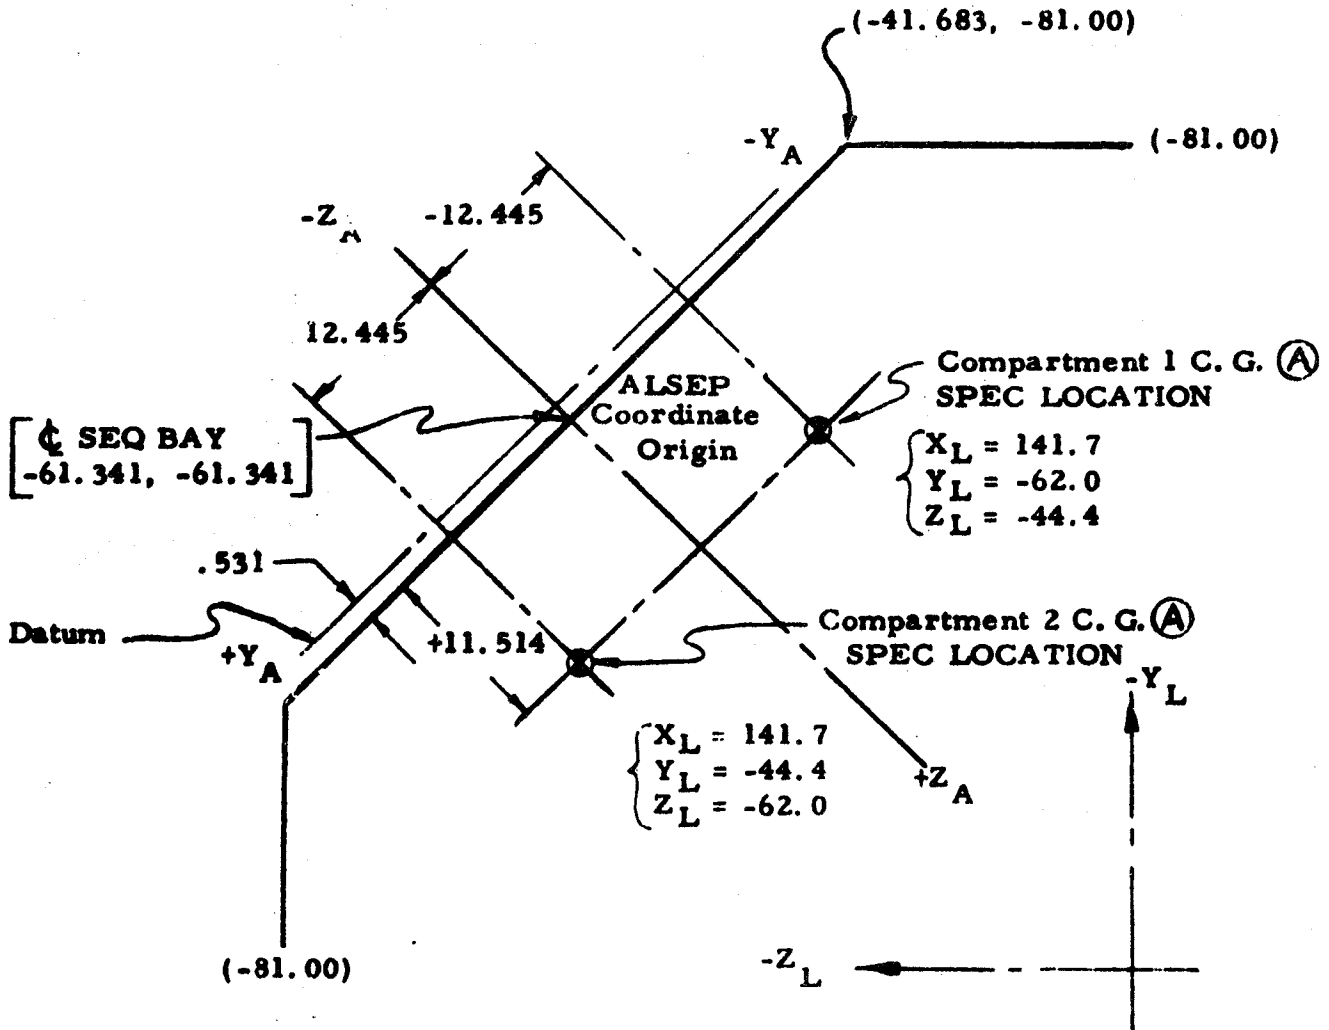 (-41.683, -81.00)
-Y A
(-81.00)
-Z A
-12.445
12.445
Compartment 1 C. G. Ⓐ
SPEC LOCATION
X L = 141.7
Y L = -62.0
Z L = -44.4
ALSEP
Coordinate
Origin
℄ SEQ BAY
-61.341, -61.341
.531
Datum
+Y A
+11.514
Compartment 2 C. G. Ⓐ
SPEC LOCATION
X L = 141.7
Y L = -44.4
Z L = -62.0
-Y L
+Z A
(-81.00)
-Z L